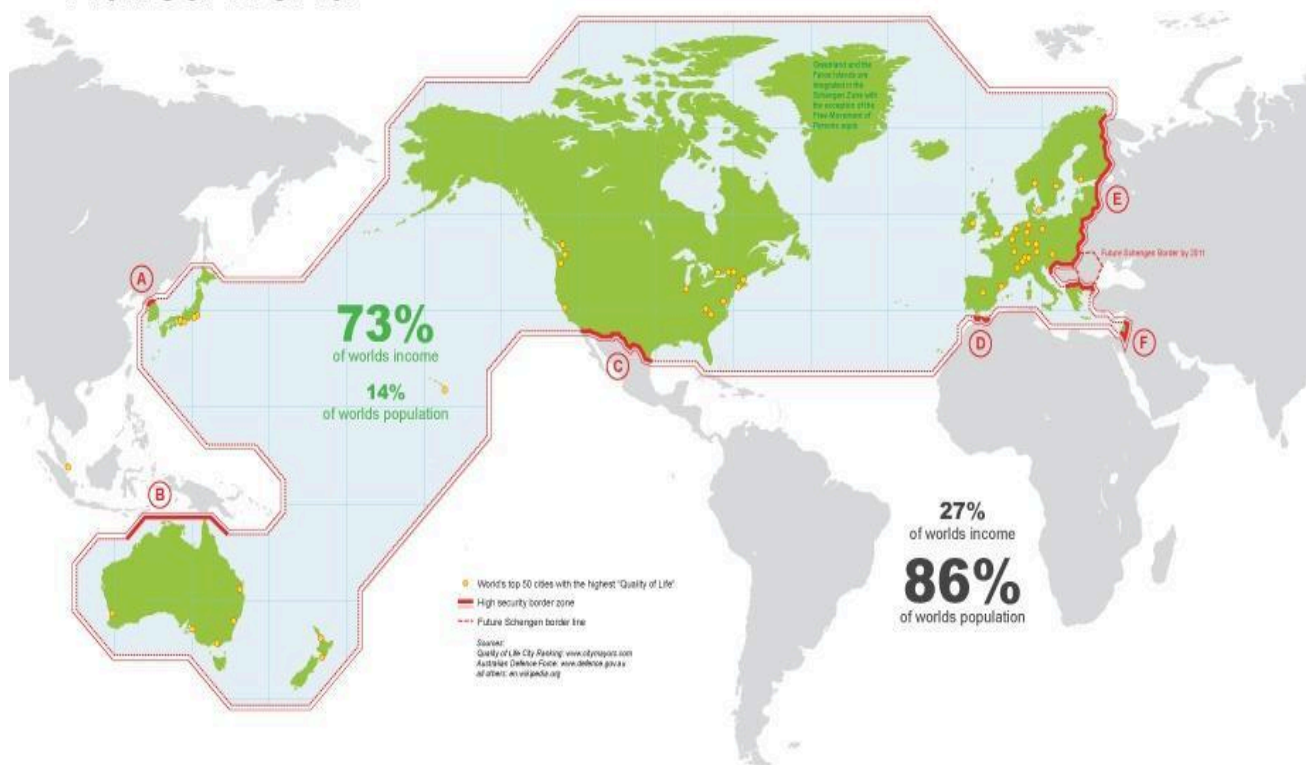 Greenland and the
Faroe Islands are
integrated in the
Schengen Zone with
the exception of the
Free Movement of
Persons
E
Future Schengen Border by 2011
A
73%
of worlds income
14%
of worlds population
C
D
F
B
27%
of worlds income
86%
of worlds population
World's top 50 cities with the highest "Quality of Life"
High security border zone
Future Schengen border line
Sources:
Quality of Life City Ranking: www.citymayors.com
Australian Defence Force: www.defence.gov.au
all others: en.wikipedia.org